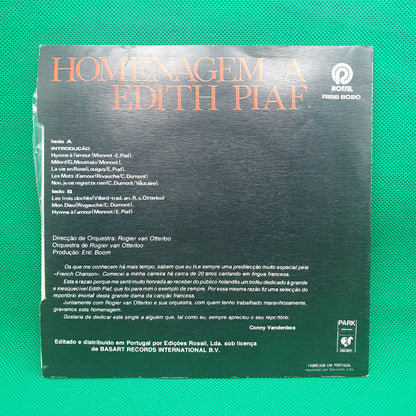 HOMENAGEM A
EDITH PIAF
ROSSIL
lado A
INTRODUÇÃO
Hymne à l'amour (Monnot-E.Piaf)
Milord (G.Moustaki/Monnot),
La vie en Rose (Louiguy/E.Piaf),
Les Mots d'amour (Rivauche/C.Dumont)
Non, je ne regrette rien (C.Dumont/Vaucaire)
lado B
Les trois cloches (Villard-trad. arr. R. v. Otterloo)
Mon Dieu (Rivgauche/C. Dumont),
Hymne à l'amour (Monnot/E. Piaf)
Direcção de Orquestra: Rogier van Otterloo
Orquestra de Rogier van Otterloo
Produção: Eric Boom
Os que me conhecem há mais tempo, sabem que eu tive sempre uma predilecção muito especial pela
«French Chanson». Comecei a minha carreira há cerca de 20 anos cantando em língua francesa.
Esta a razão porque me senti muito honrada ao receber do público holandês um troféu dedicado à grande
e inesquecível Edith Piaf, que foi para mim o exemplo de sempre. Por essa mesma razão fiz uma selecção do
reportório imortal desta grande dama da canção francesa.
Juntamente com Rogier van Otterloo e sua orquestra, com quem tenho trabalhado maravilhosamente,
gravamos esta homenagem.
Gostaria de dedicar este single a alguém que, tal como eu, sempre apreciou o seu reportório.
Conny Vandenbos
Editado e distribuido em Portugal por Edições Rossil, Lda. sob licença
de BASART RECORDS INTERNATIONAL B.V.
PARK
FABRICADO EM PORTUGAL